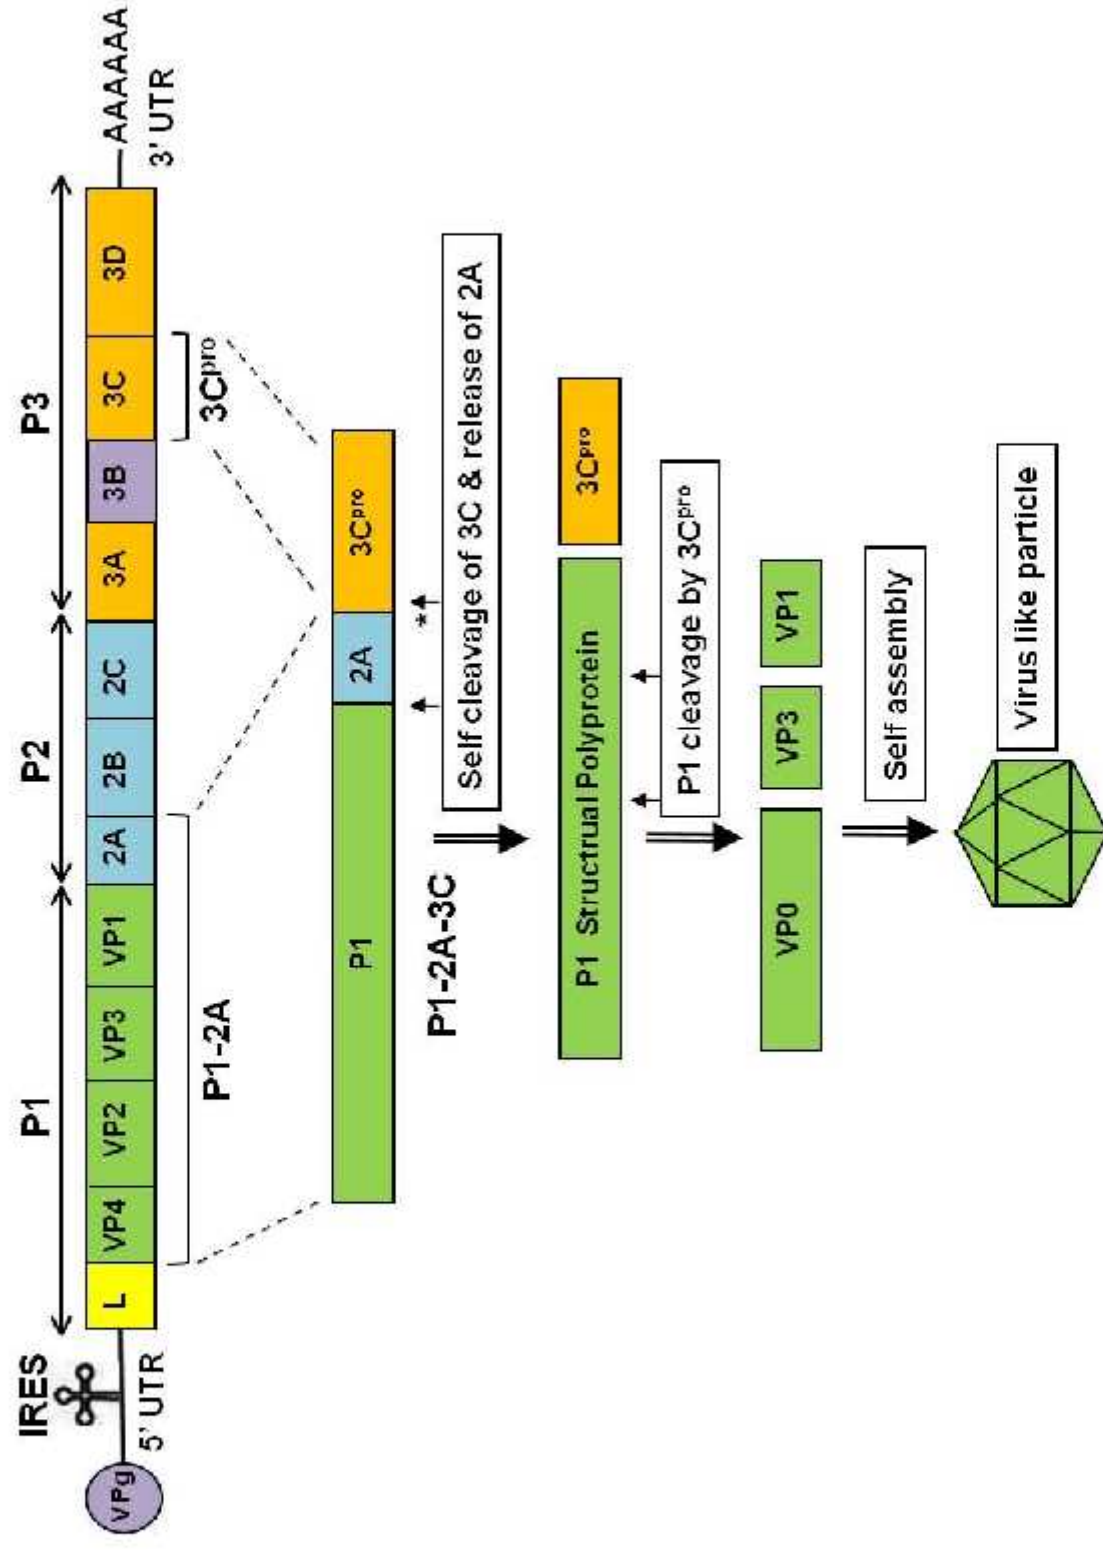 IRES
P1
P2
P3
VPg
L
VP4
VP2
VP3
VP1
2A
2B
2C
3A
3B
3C
3D
AAAAAA
5' UTR
3' UTR
P1-2A
3Cpro
P1
2A
3Cpro
*
P1-2A-3C
Self cleavage of 3C & release of 2A
P1 Structrual Polyprotein
3Cpro
P1 cleavage by 3Cpro
VP0
VP3
VP1
Self assembly
Virus like particle